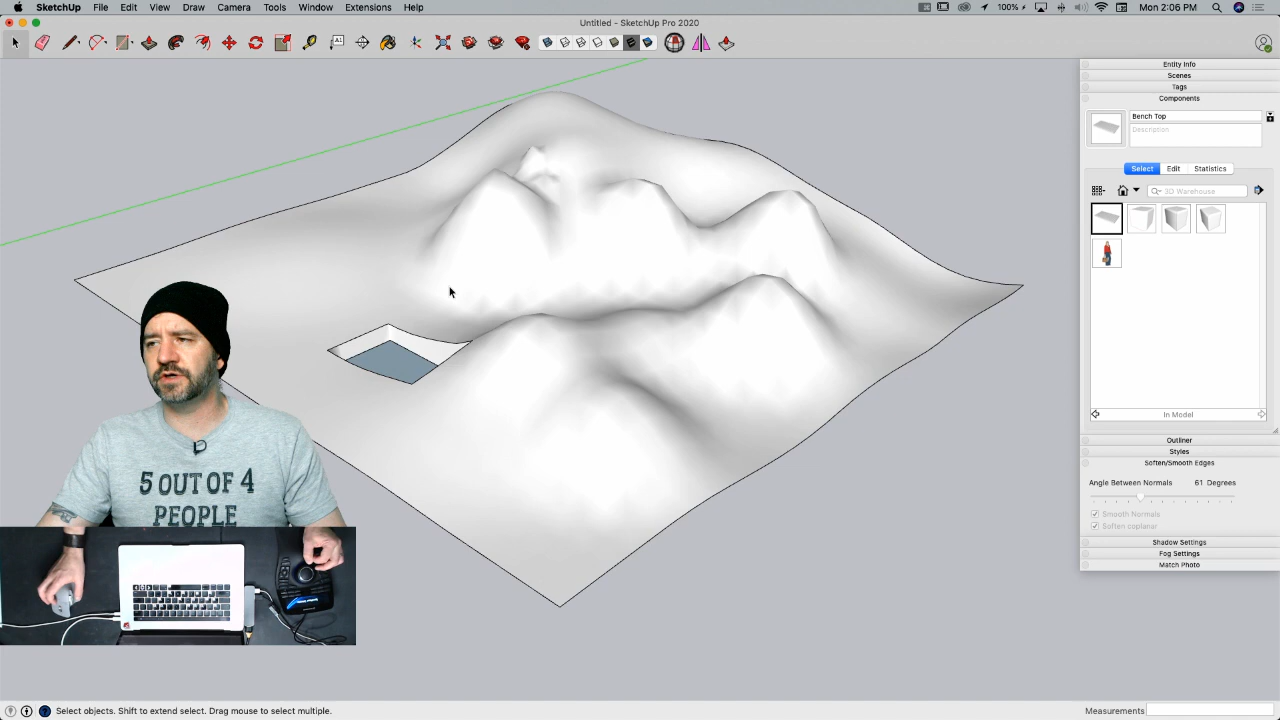 SketchUp File Edit View Draw Camera Tools Window Extensions Help
100% Mon 2:06 PM
Untitled - SketchUp Pro 2020
Entity Info
Scenes
Tags
Components
Bench Top
Description
Select Edit Statistics
3D Warehouse
In Model
Outliner
Styles
Soften/Smooth Edges
Angle Between Normals 61 Degrees
Smooth Normals
Soften coplanar
Shadow Settings
Fog Settings
Match Photo
5 OUT OF 4
PEOPLE
Select objects. Shift to extend select. Drag mouse to select multiple.
Measurements